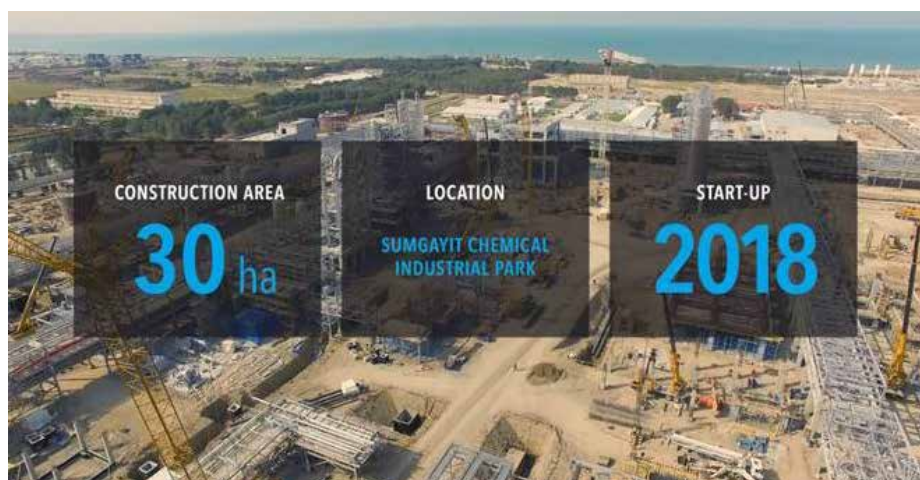 CONSTRUCTION AREA
30 ha
LOCATION
SUMGAYIT CHEMICAL
INDUSTRIAL PARK
START-UP
2018